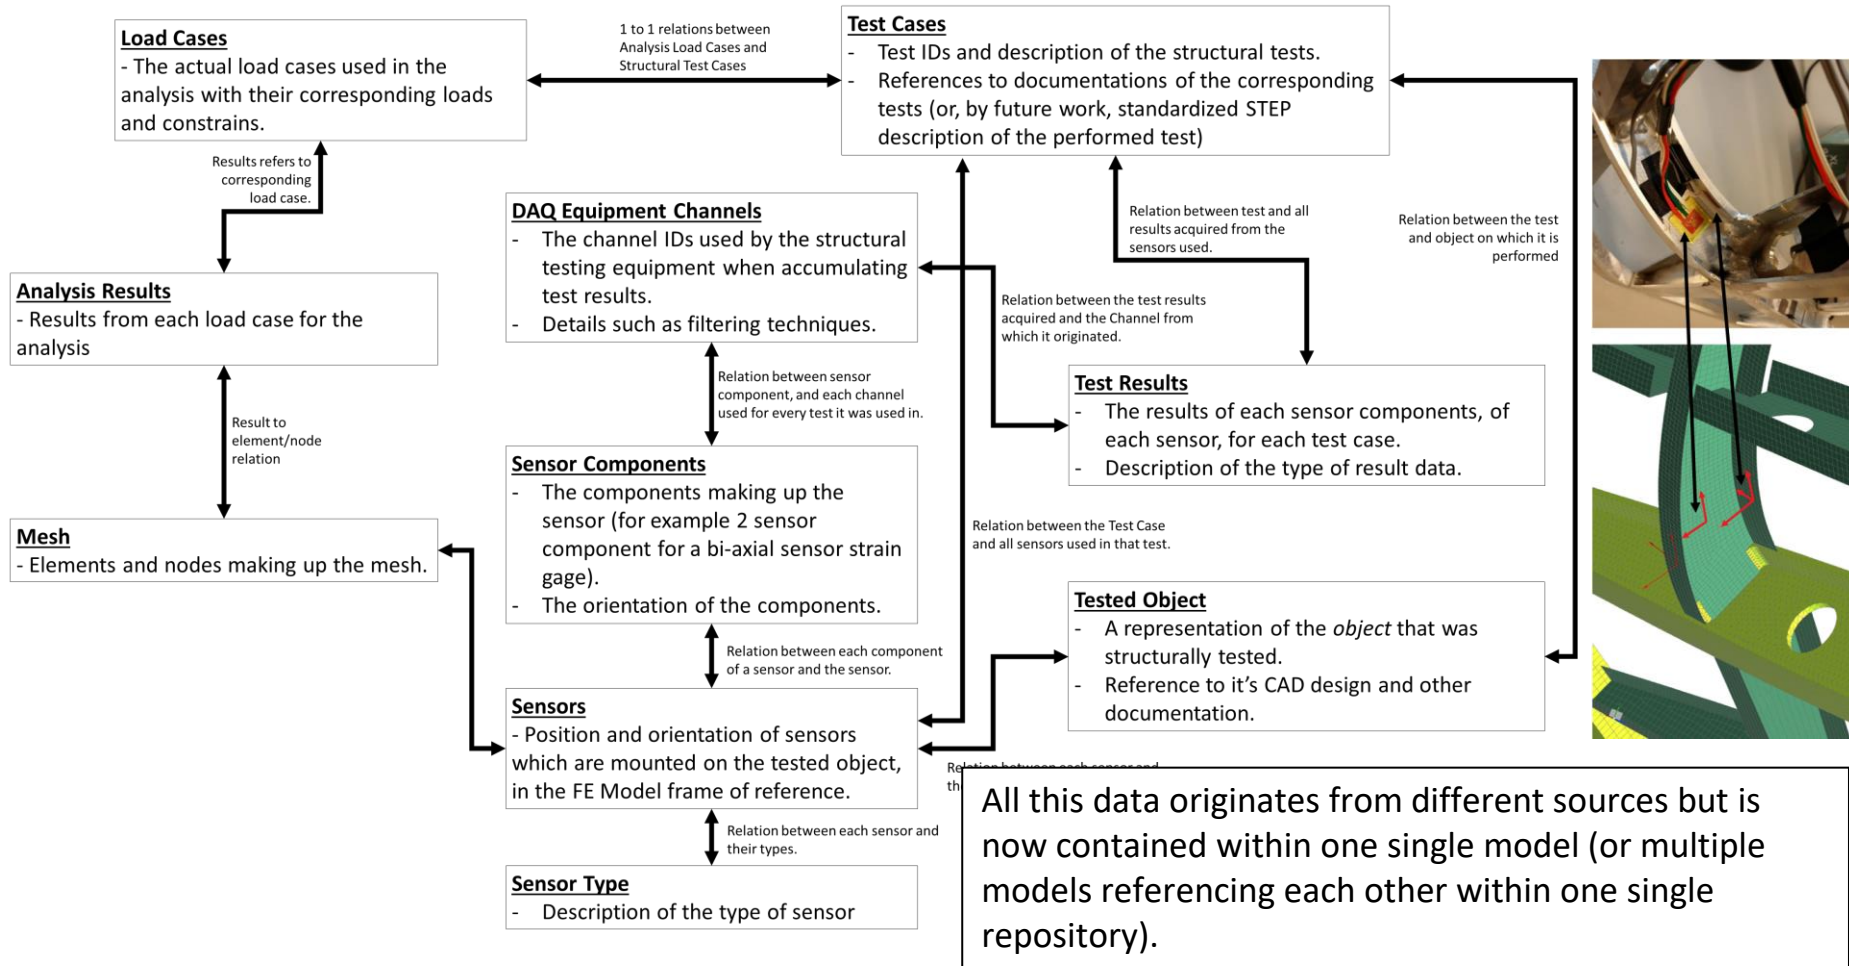 Load Cases
- The actual load cases used in the
analysis with their corresponding loads
and constrains.
1 to 1 relations between
Analysis Load Cases and
Structural Test Cases
Test Cases
- Test IDs and description of the structural tests.
- References to documentations of the corresponding
tests (or, by future work, standardized STEP
description of the performed test)
Results refers to
corresponding
load case.
DAQ Equipment Channels
- The channel IDs used by the structural
testing equipment when accumulating
test results.
- Details such as filtering techniques.
Relation between test and all
results acquired from the
sensors used.
Relation between the test
and object on which it is
performed
Analysis Results
- Results from each load case for the
analysis
Relation between the test results
acquired and the Channel from
which it originated.
Relation between sensor
component, and each channel
used for every test it was used in.
Test Results
- The results of each sensor components, of
each sensor, for each test case.
- Description of the type of result data.
Result to
element/node
relation
Sensor Components
- The components making up the
sensor (for example 2 sensor
component for a bi-axial sensor strain
gage).
- The orientation of the components.
Mesh
- Elements and nodes making up the mesh.
Relation between the Test Case
and all sensors used in that test.
Tested Object
- A representation of the object that was
structurally tested.
- Reference to it's CAD design and other
documentation.
Relation between each component
of a sensor and the sensor.
Sensors
- Position and orientation of sensors
which are mounted on the tested object,
in the FE Model frame of reference.
Relation between each sensor and
Relation between each sensor and
their types.
Sensor Type
- Description of the type of sensor
All this data originates from different sources but is
now contained within one single model (or multiple
models referencing each other within one single
repository).